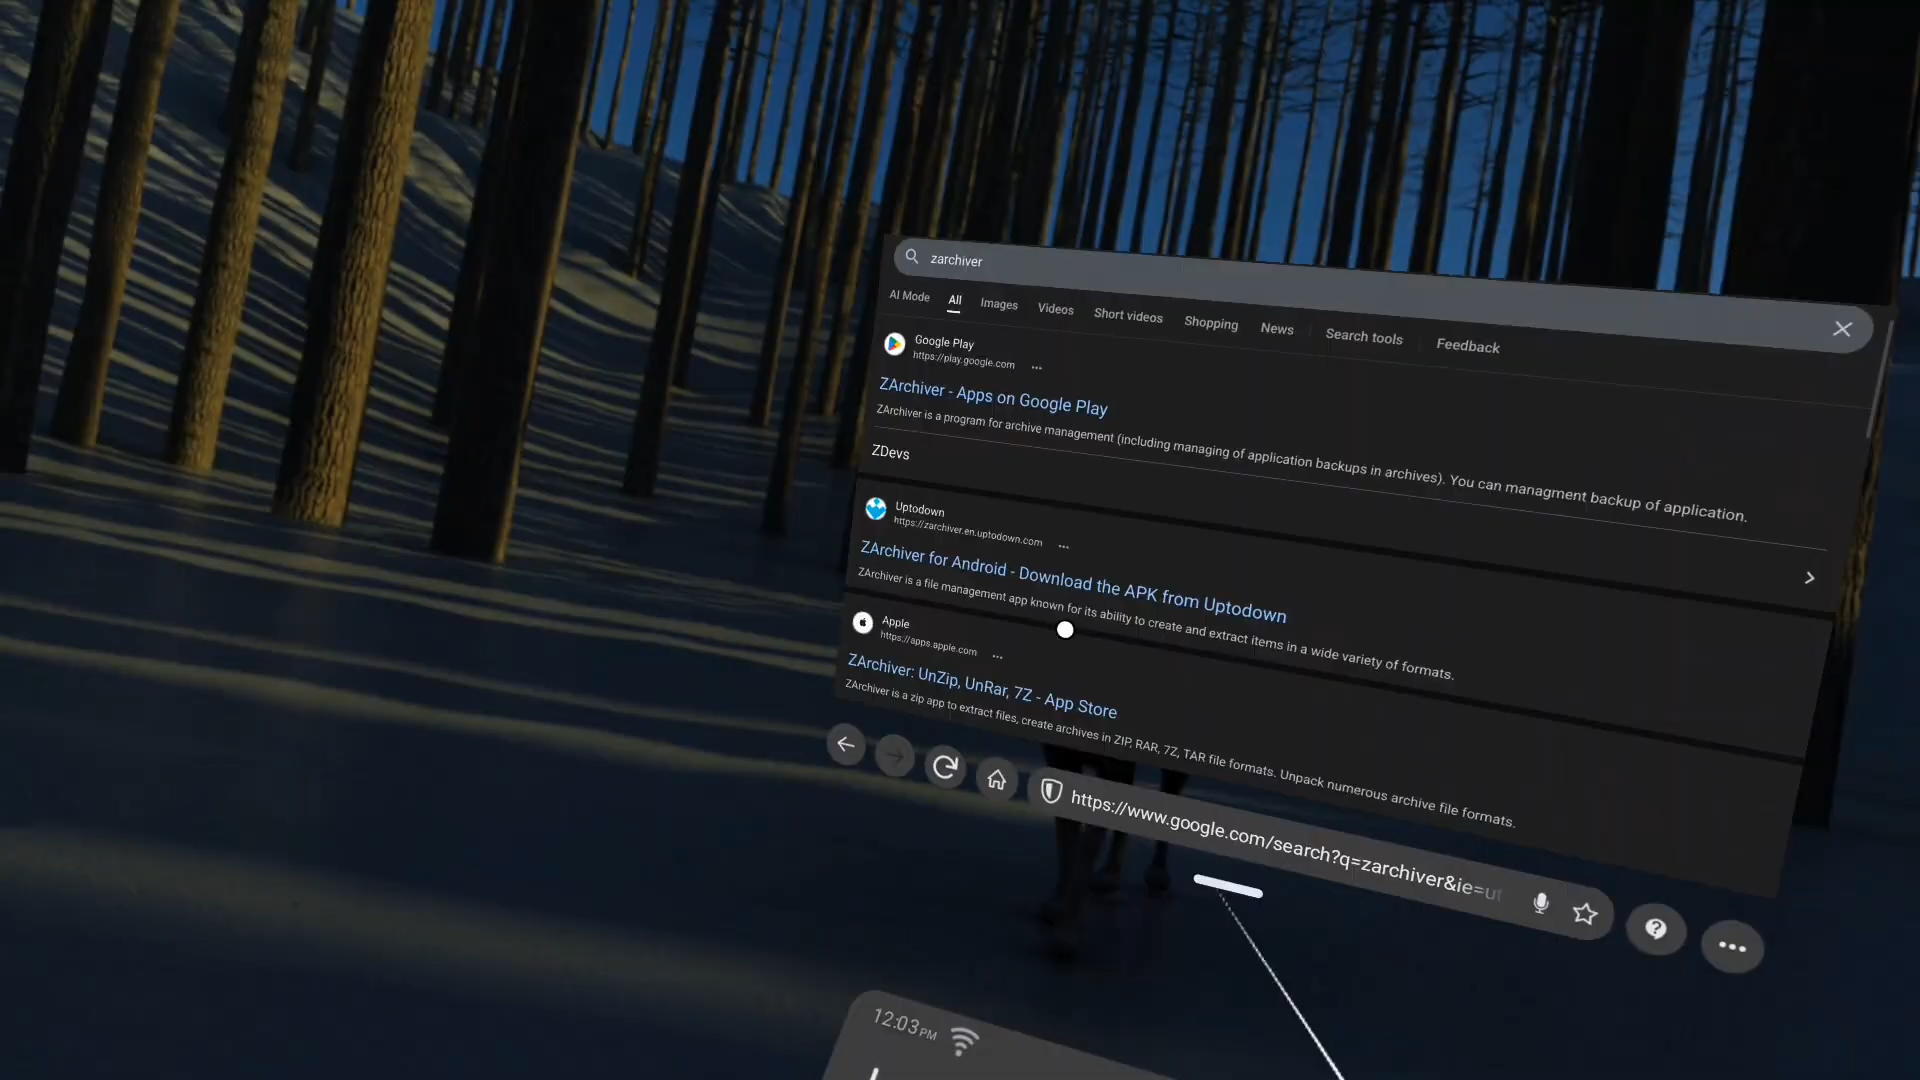 zarchiver
AI Mode All Images Videos Short videos Shopping News Search tools Feedback
Google Play
https://play.google.com ...
ZArchiver - Apps on Google Play
ZArchiver is a program for archive management (including managing of application backups in archives). You can managment backup of application.
ZDevs
Uptodown
https://zarchiver.en.uptodown.com ...
ZArchiver for Android - Download the APK from Uptodown
ZArchiver is a file management app known for its ability to create and extract items in a wide variety of formats.
Apple
https://apps.apple.com ...
ZArchiver: UnZip, UnRar, 7Z - App Store
ZArchiver is a zip app to extract files, create archives in ZIP, RAR, 7Z, TAR file formats. Unpack numerous archive file formats.
https://www.google.com/search?q=zarchiver&ie=ut
12:03 PM